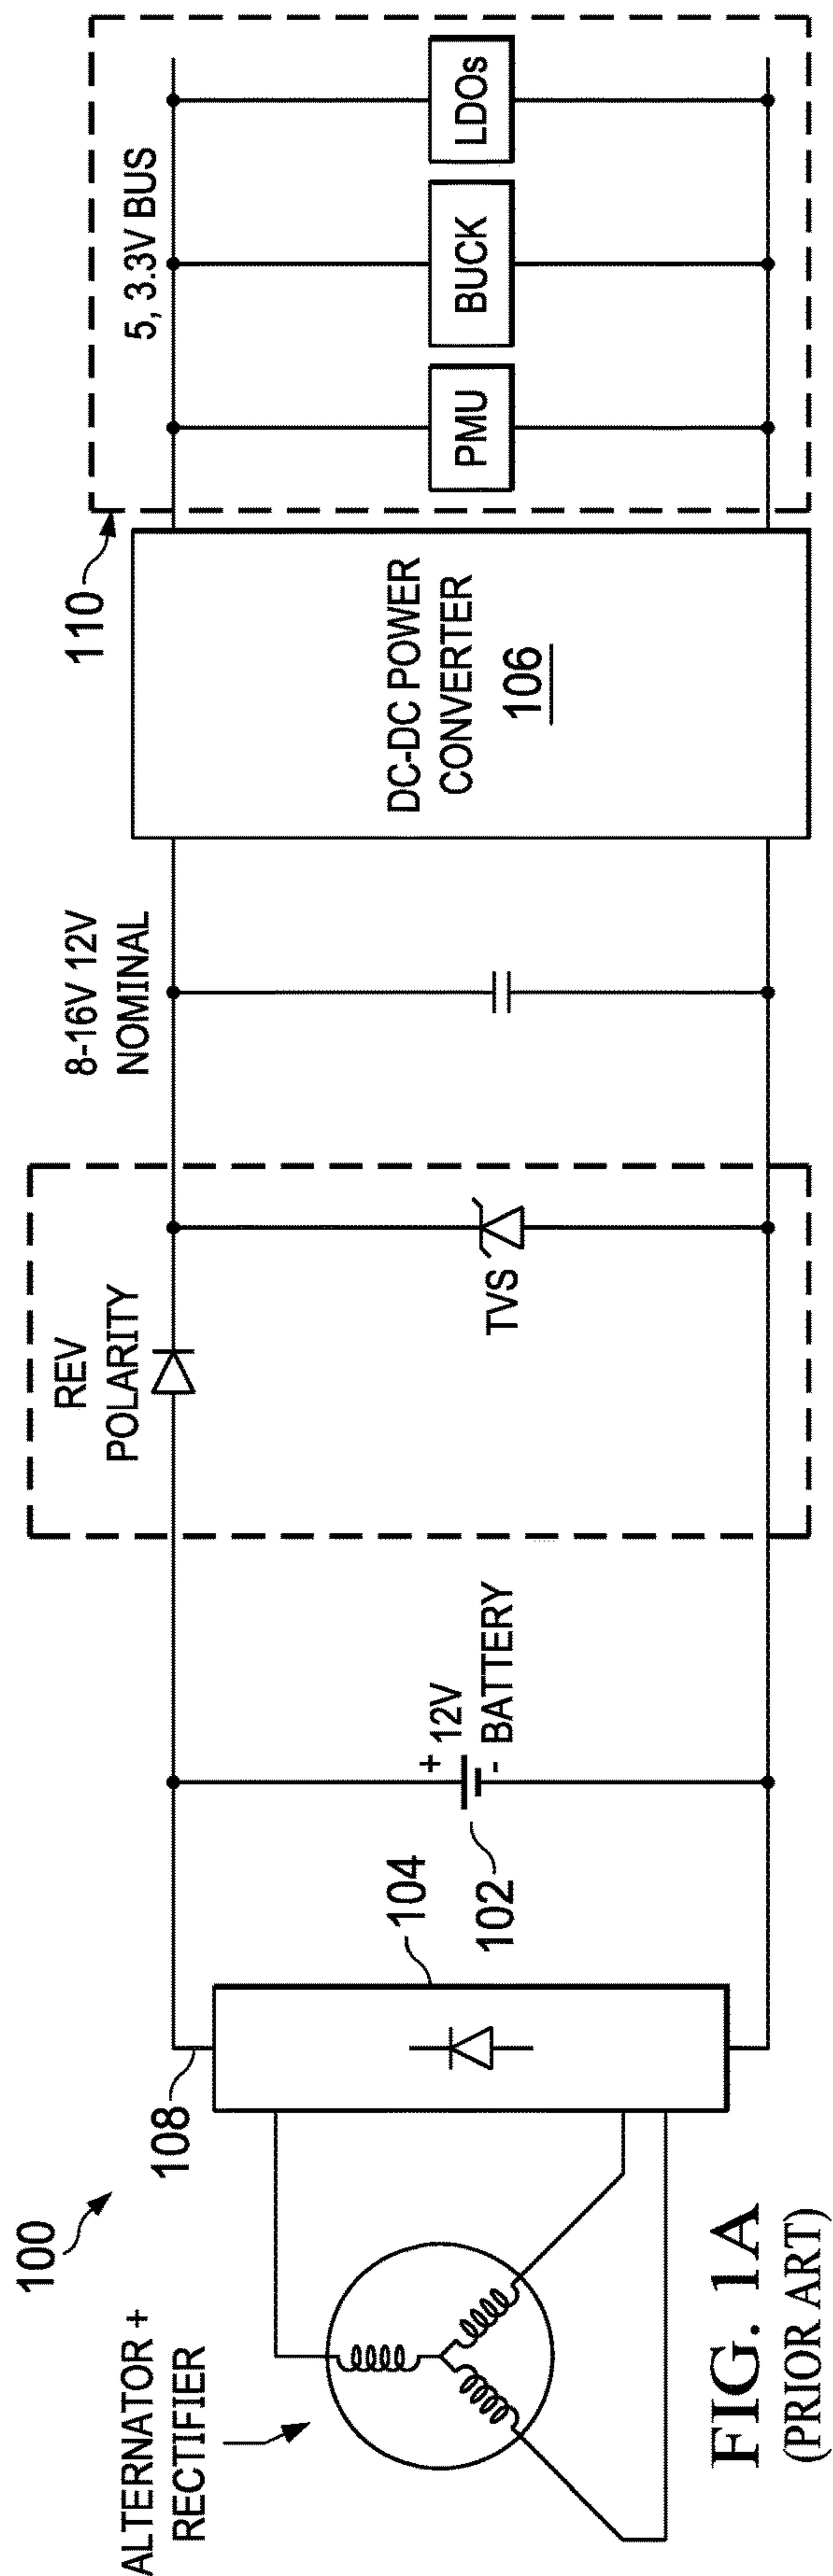 100
ALTERNATOR +
RECTIFIER
108
104
102
+ 12V
- BATTERY
REV
POLARITY
TVS
8-16V 12V
NOMINAL
DC-DC POWER
CONVERTER
106
110
5, 3.3V BUS
PMU
BUCK
LDOs
FIG. 1A
(PRIOR ART)